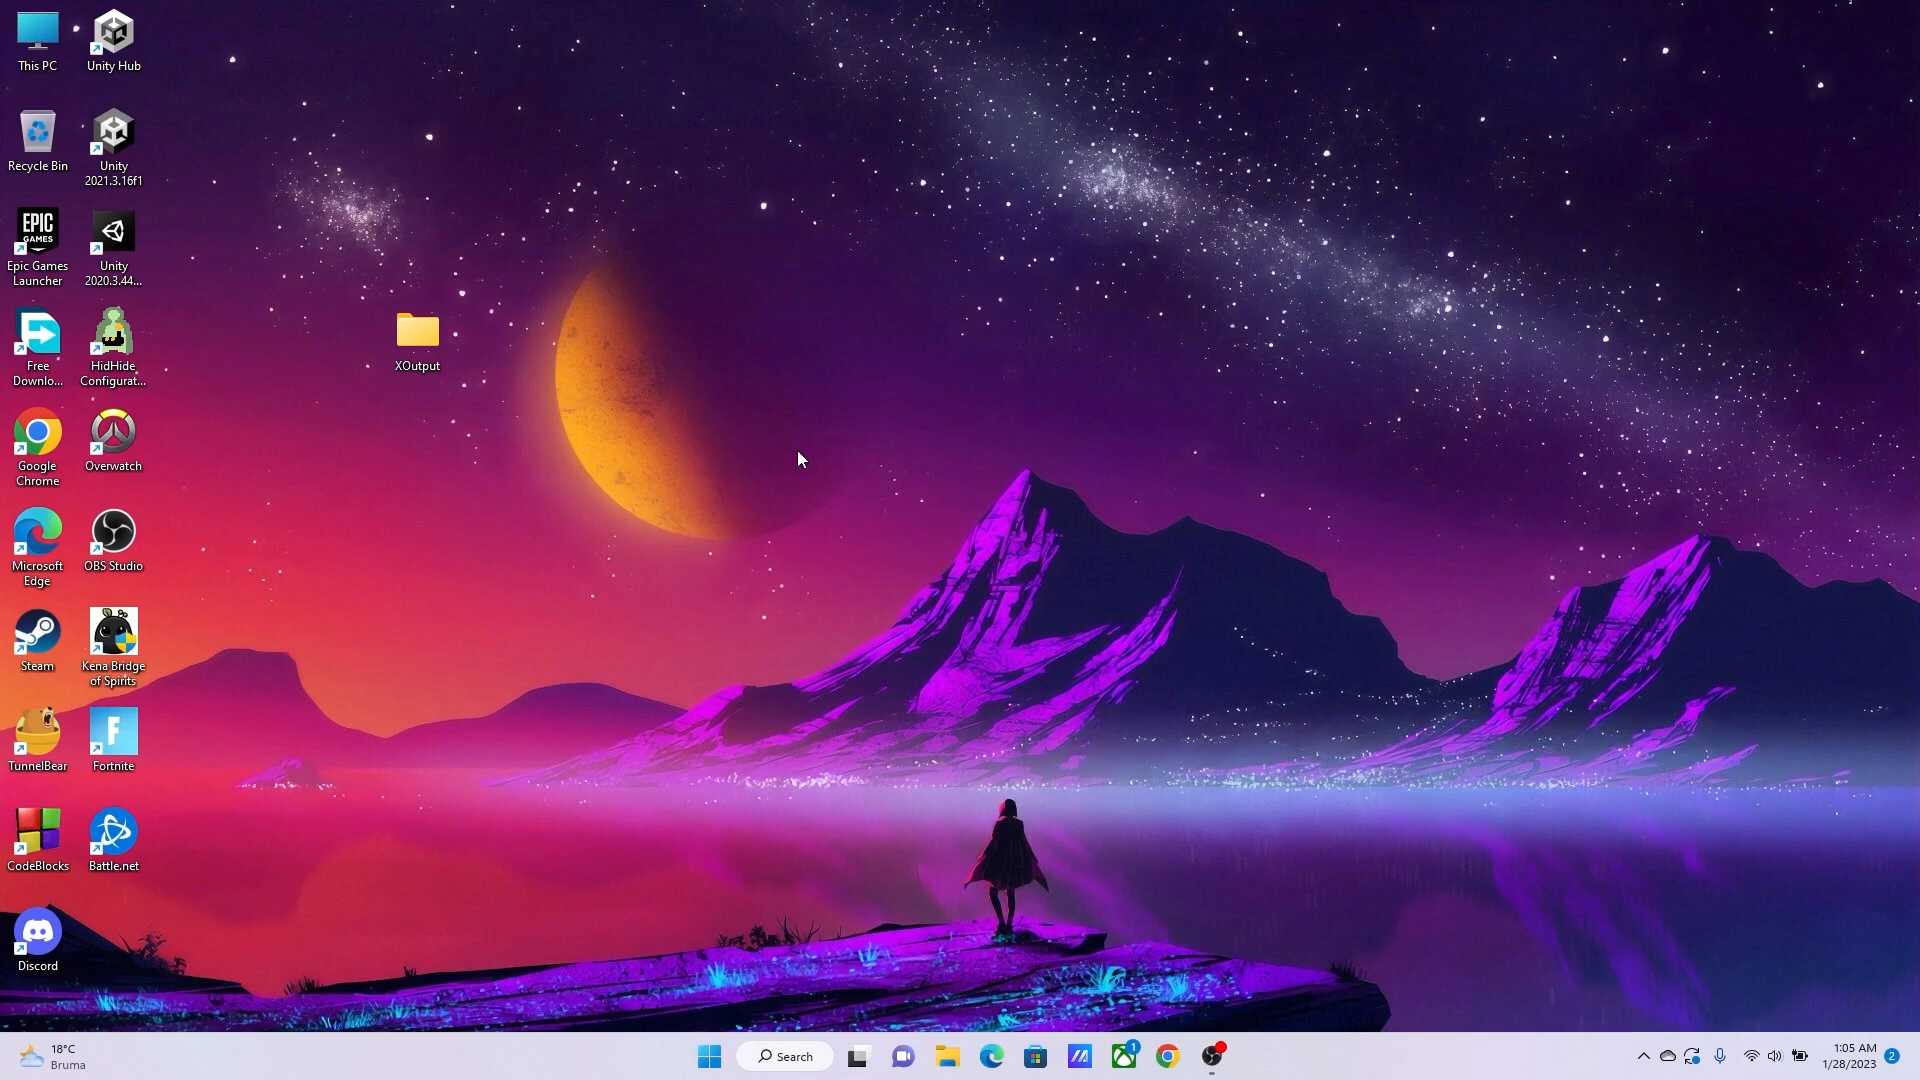 This PC
Unity Hub
Recycle Bin
Unity
2021.3.16f1
EPIC
GAMES
Epic Games
Launcher
Unity
2020.3.44...
Free
Downlo...
HidHide
Configurat...
XOutput
Google
Chrome
Overwatch
Microsoft
Edge
OBS Studio
Steam
Kena Bridge
of Spirits
TunnelBear
F
Fortnite
CodeBlocks
Battle.net
Discord
18°C
Bruma
Search
1
1:05 AM
1/28/2023
2